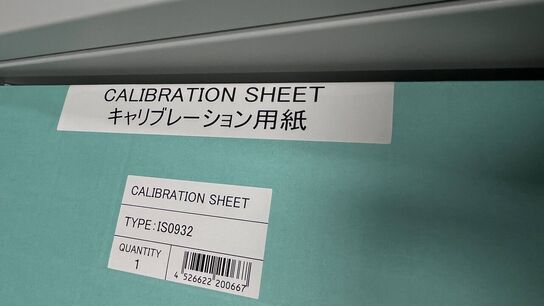 CALIBRATION SHEET
キャリブレーション用紙
CALIBRATION SHEET
TYPE:IS0932
QUANTITY
1
4 526622 200667